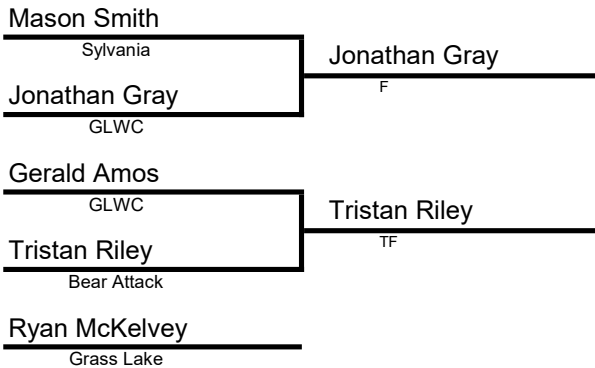 Mason Smith
Sylvania
Jonathan Gray
F
Jonathan Gray
GLWC
Gerald Amos
GLWC
Tristan Riley
TF
Tristan Riley
Bear Attack
Ryan McKelvey
Grass Lake